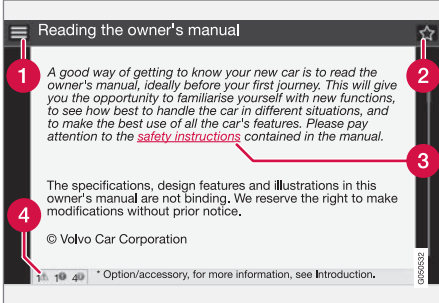 Reading the owner's manual
1
2
A good way of getting to know your new car is to read the
owner's manual, ideally before your first journey. This will give
you the opportunity to familiarise yourself with new functions,
to see how best to handle the car in different situations, and
to make the best use of all the car's features. Please pay
attention to the safety instructions contained in the manual.
3
The specifications, design features and illustrations in this
owner's manual are not binding. We reserve the right to make
modifications without prior notice.
4
© Volvo Car Corporation
1 1 4 * Option/accessory, for more information, see Introduction.
G050532